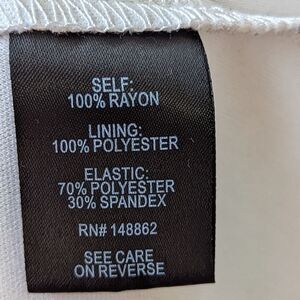 SELF:
100% RAYON
LINING:
100% POLYESTER
ELASTIC:
70% POLYESTER
30% SPANDEX
RN# 148862
SEE CARE
ON REVERSE